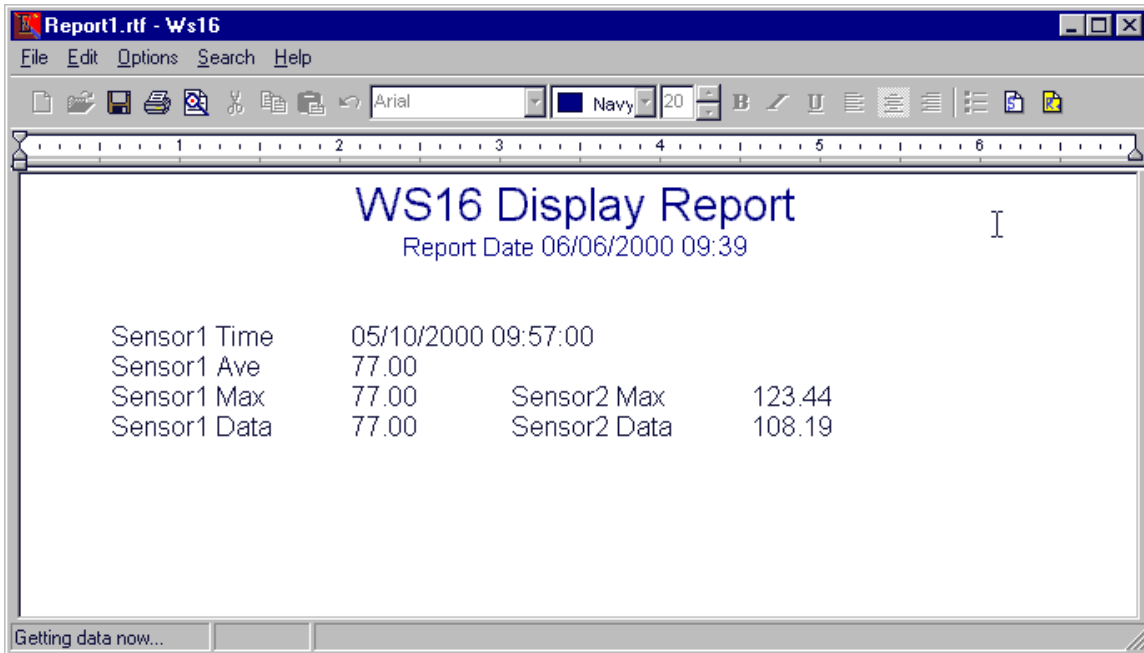 Report1.rtf - Ws16
File Edit Options Search Help
Arial Navy 20 B I U
1 2 3 4 5 6
WS16 Display Report
Report Date 06/06/2000 09:39
Sensor1 Time 05/10/2000 09:57:00
Sensor1 Ave 77.00
Sensor1 Max 77.00 Sensor2 Max 123.44
Sensor1 Data 77.00 Sensor2 Data 108.19
Getting data now...